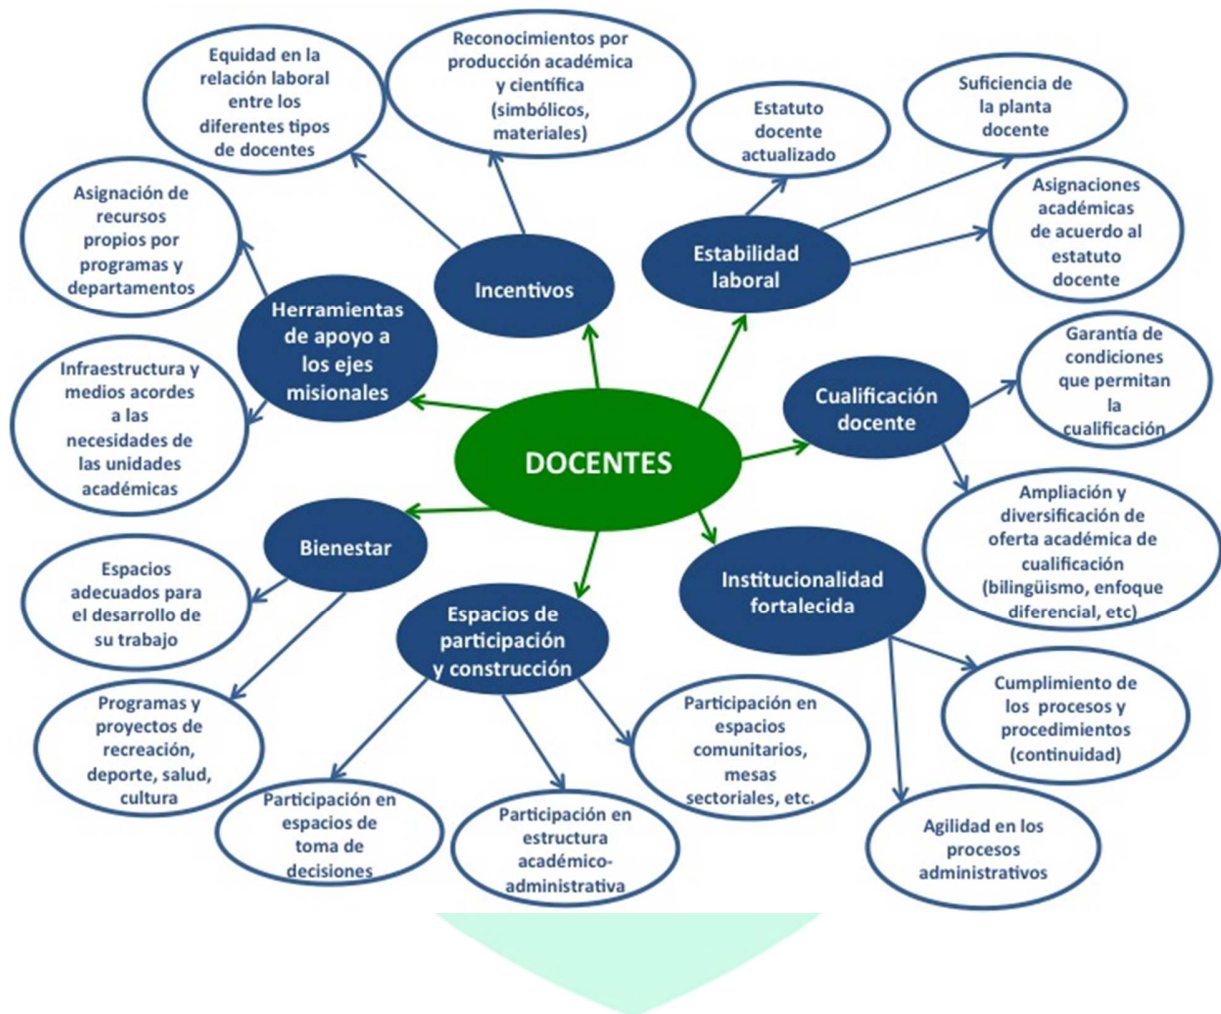 Equidad en la
relación laboral
entre los
diferentes tipos
de docentes
Reconocimientos por
producción académica
y científica
(simbólicos,
materiales)
Estatuto
docente
actualizado
Suficiencia de
la planta
docente
Asignación de
recursos
propios por
programas y
departamentos
Incentivos
Estabilidad
laboral
Asignaciones
académicas
de acuerdo al
estatuto
docente
Herramientas
de apoyo a
los ejes
misionales
Infraestructura y
medios acordes
a las
necesidades de
las unidades
académicas
Cualificación
docente
Garantía de
condiciones
que permitan
la
cualificación
DOCENTES
Bienestar
Ampliación y
diversificación de
oferta académica de
cualificación
(bilingüismo, enfoque
diferencial, etc)
Espacios
adecuados para
el desarrollo de
su trabajo
Espacios de
participación
y construcción
Institucionalidad
fortalecida
Programas y
proyectos de
recreación,
deporte, salud,
cultura
Participación en
espacios
comunitarios,
mesas
sectoriales, etc.
Cumplimiento de
los procesos y
procedimientos
(continuidad)
Participación en
espacios de
toma de
decisiones
Participación en
estructura
académico-
administrativa
Agilidad en los
procesos
administrativos